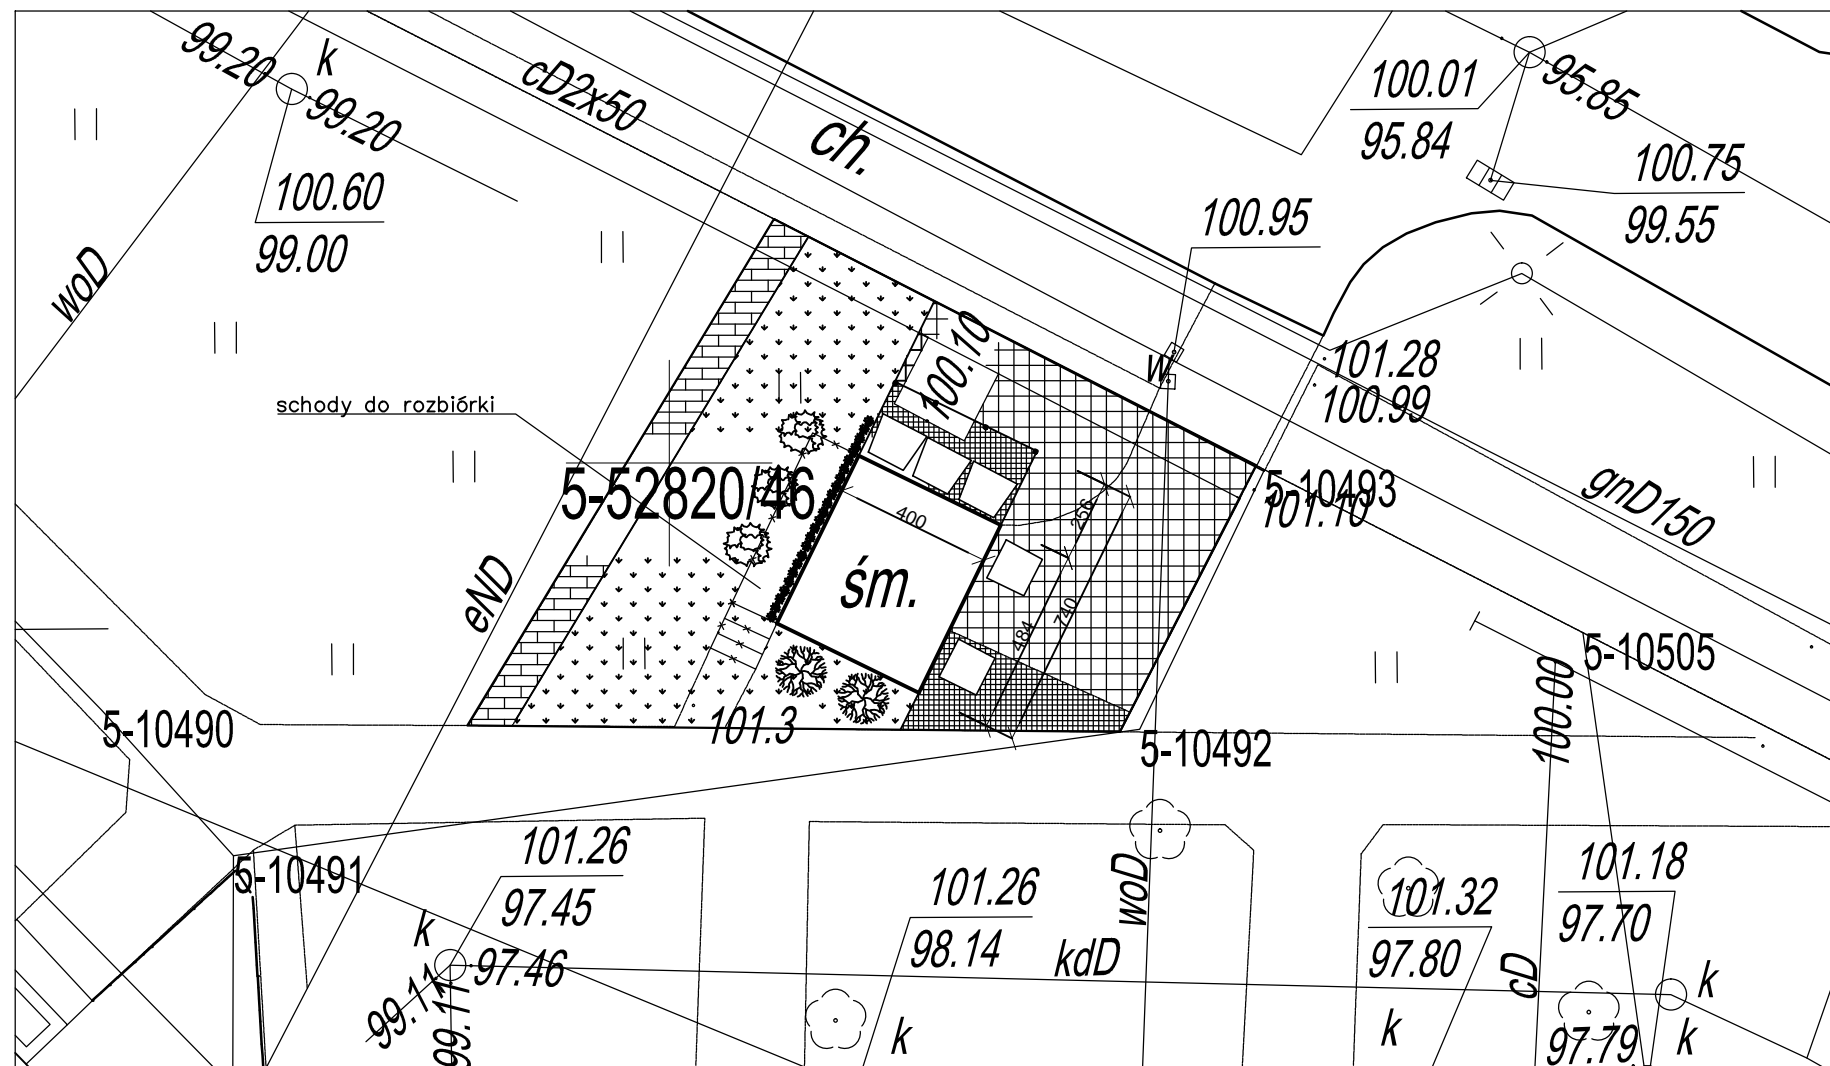 99.20
k
99.20
cD2x50
ch.
100.01
95.84
95.85
100.75
99.55
100.60
99.00
100.95
woD
100.10
W
101.28
100.99
schody do rozbiórki
5-52820/46
400
256
5-10493
101.10
gnD150
eND
śm.
484
740
5-10505
100.00
5-10490
101.3
5-10492
5-10491
101.26
97.45
k
97.46
99.11
99.11
101.26
98.14
kdD
woD
k
101.32
97.80
k
cD
101.18
97.70
k
97.79
k